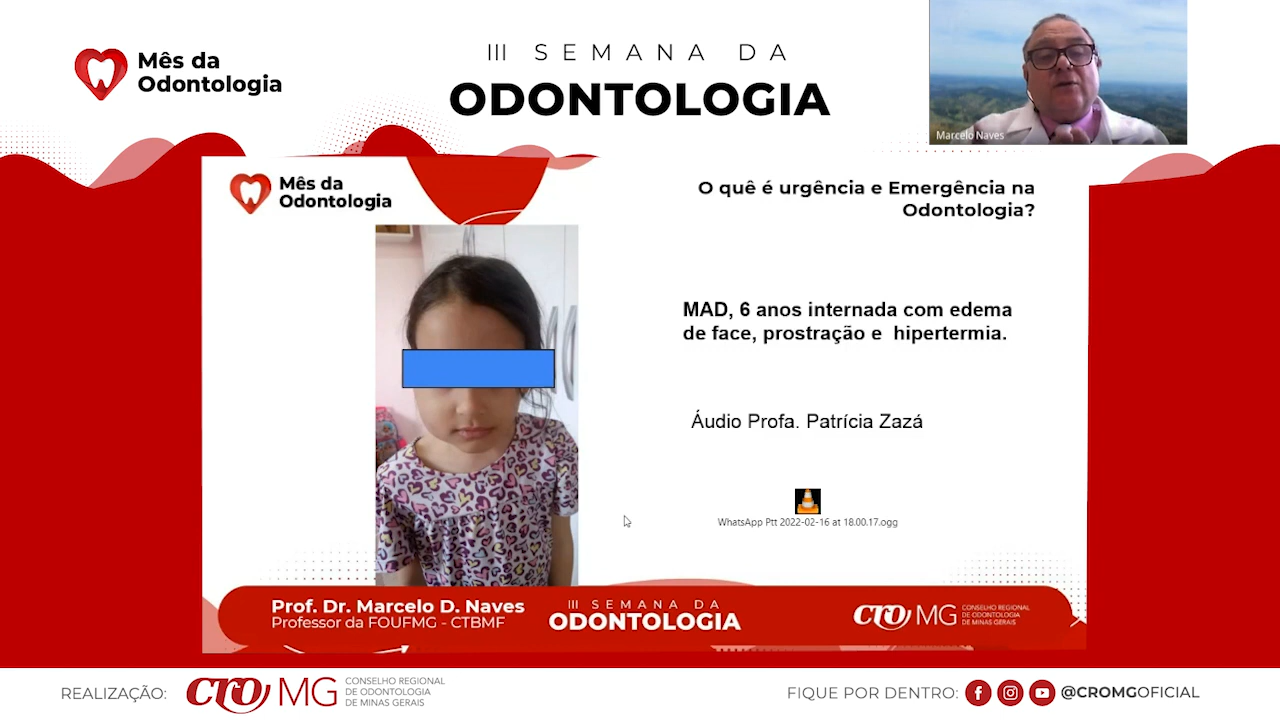 Mês da
Odontologia
III SEMANA DA
ODONTOLOGIA
Marcelo Naves
Mês da
Odontologia
O quê é urgência e Emergência na
Odontologia?
MAD, 6 anos internada com edema
de face, prostração e hipertermia.
Áudio Profa. Patrícia Zazá
WhatsApp Ptt 2022-02-16 at 18.00.17.ogg
Prof. Dr. Marcelo D. Naves
Professor da FOUFMG - CTBMF
III SEMANA DA
ODONTOLOGIA
CRO MG
CONSELHO REGIONAL
DE ODONTOLOGIA
DE MINAS GERAIS
REALIZAÇÃO:
CRO MG
CONSELHO REGIONAL
DE ODONTOLOGIA
DE MINAS GERAIS
FIQUE POR DENTRO:
@CROMGOFICIAL